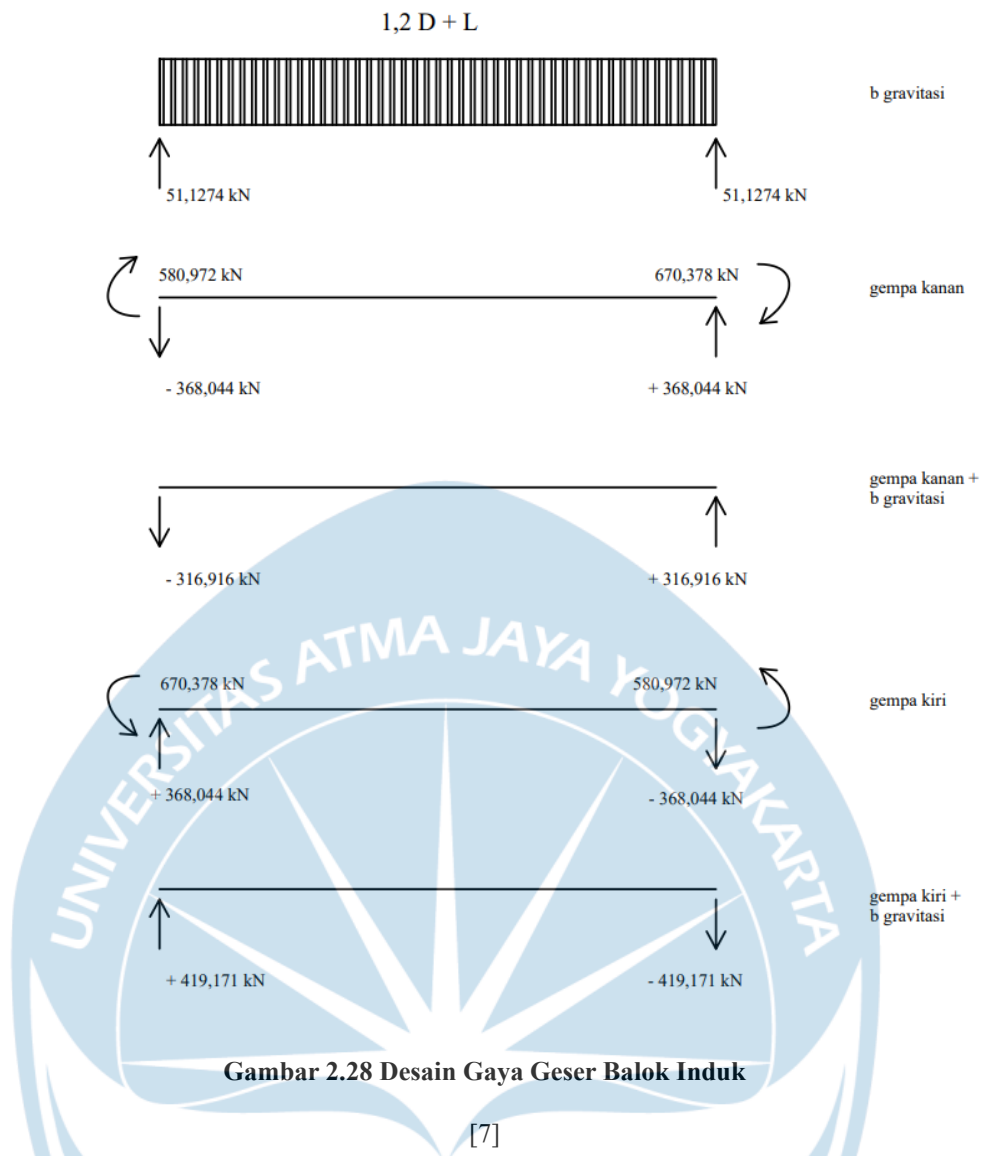 1,2 D + L
b gravitasi
51,1274 kN
51,1274 kN
580,972 kN
670,378 kN
gempa kanan
- 368,044 kN
+ 368,044 kN
gempa kanan +
b gravitasi
- 316,916 kN
+ 316,916 kN
UNIVERSITAS ATMA JAYA YOGYAKARTA
670,378 kN
580,972 kN
gempa kiri
+ 368,044 kN
- 368,044 kN
gempa kiri +
b gravitasi
+ 419,171 kN
- 419,171 kN
Gambar 2.28 Desain Gaya Geser Balok Induk
[7]